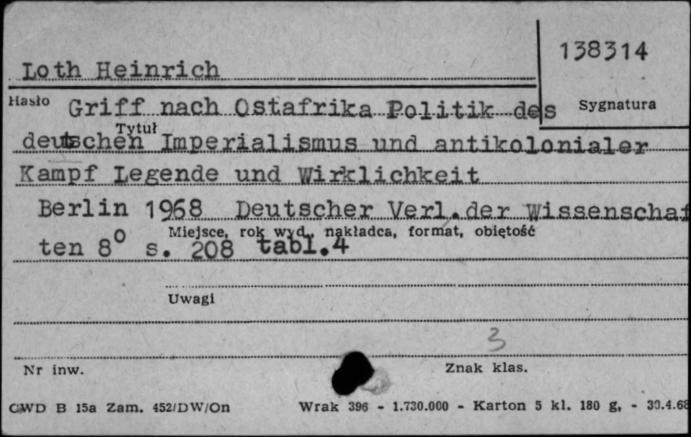 138314
Loth Heinrich
Hasło
Sygnatura
Griff nach Ostafrika Politik des
Tytuł
deutschen Imperialismus und antikolonialer
Kampf Legende und Wirklichkeit
Berlin 1968 Deutscher Verl.der Wissenschaf
Miejsce, rok wyd., nakładca, format, objętość
ten 8° s. 208 tabl.4
Uwagi
3
Nr inw.
Znak klas.
CWD B 15a Zam. 452/DW/On
Wrak 396 - 1.730.000 - Karton 5 kl. 180 g, - 30.4.68